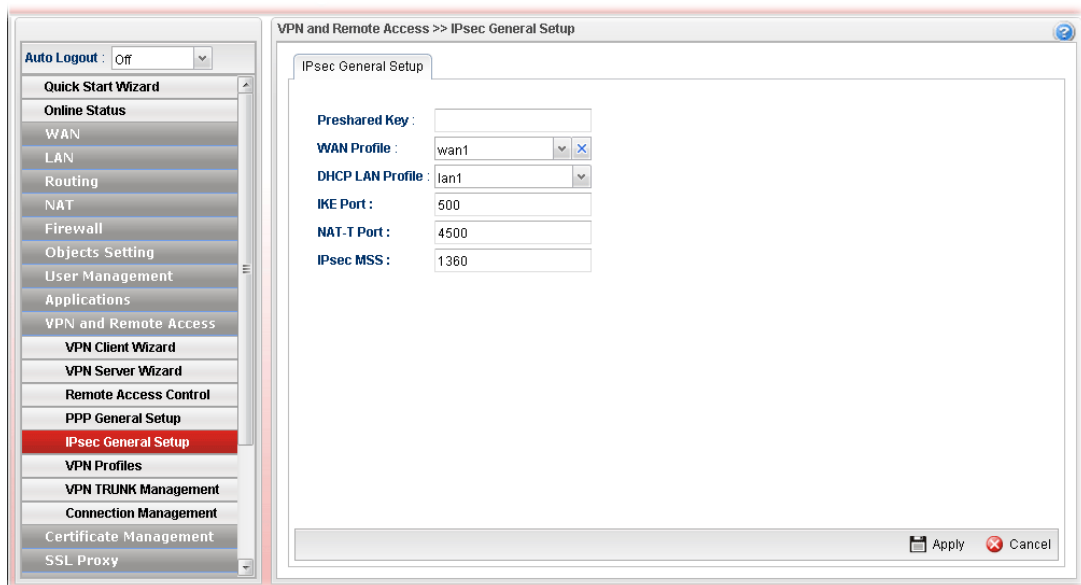 VPN and Remote Access >> IPsec General Setup
Auto Logout : Off
Quick Start Wizard
Online Status
WAN
LAN
Routing
NAT
Firewall
Objects Setting
User Management
Applications
VPN and Remote Access
VPN Client Wizard
VPN Server Wizard
Remote Access Control
PPP General Setup
IPsec General Setup
VPN Profiles
VPN TRUNK Management
Connection Management
Certificate Management
SSL Proxy
IPsec General Setup
Preshared Key :
WAN Profile : wan1
DHCP LAN Profile : lan1
IKE Port : 500
NAT-T Port : 4500
IPsec MSS : 1360
Apply Cancel